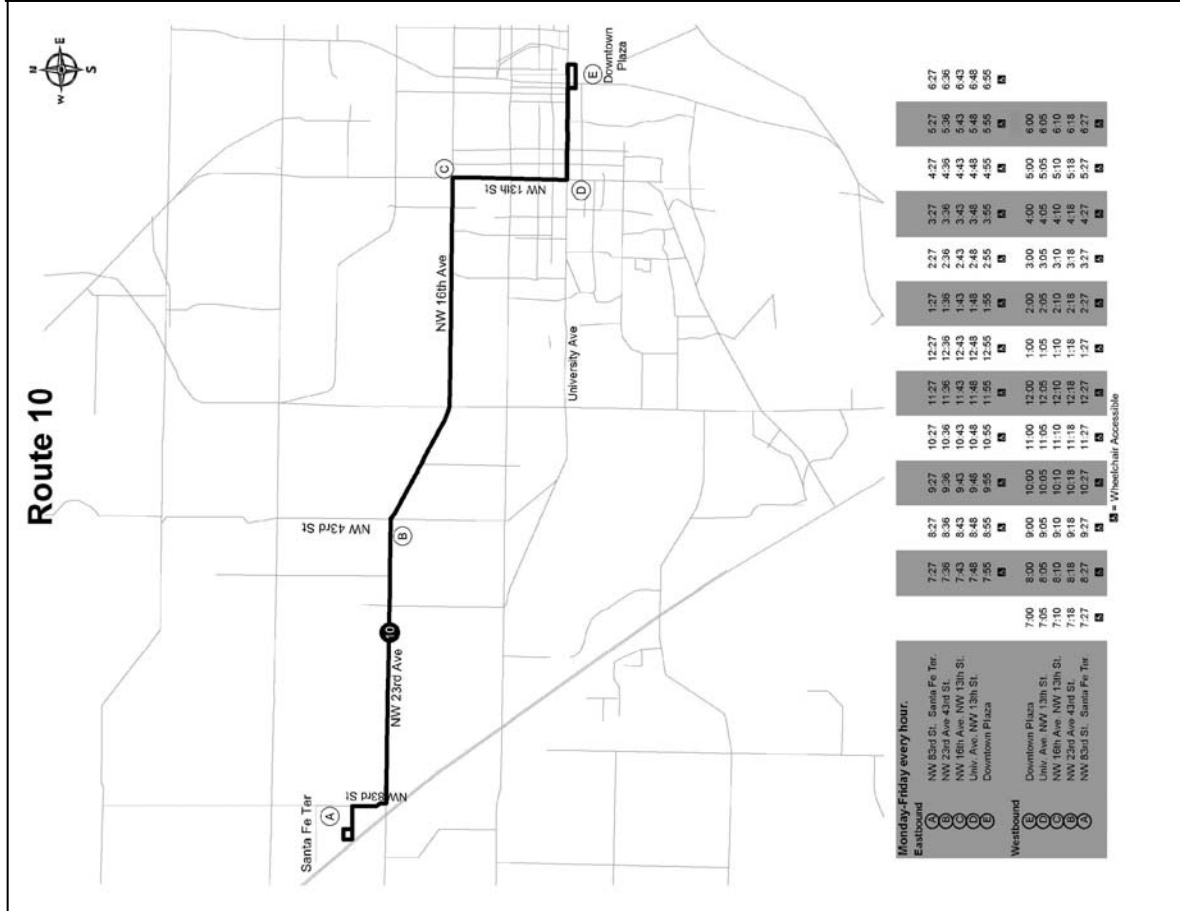 Route 10
N
W E
S
Santa Fe Ter
A
NW 83rd St
NW 23rd Ave
10
B
NW 43rd St
NW 16th Ave
C
NW 13th St
D
University Ave
E
Downtown
Plaza
Monday-Friday every hour.
Eastbound
A NW 83rd St. Santa Fe Ter. 7:27 8:27 9:27 10:27 11:27 12:27 1:27 2:27 3:27 4:27 5:27 6:27
B NW 23rd Ave 43rd St. 7:36 8:36 9:36 10:36 11:36 12:36 1:36 2:36 3:36 4:36 5:36 6:36
C NW 16th Ave. NW 13th St. 7:43 8:43 9:43 10:43 11:43 12:43 1:43 2:43 3:43 4:43 5:43 6:43
D Univ. Ave. NW 13th St. 7:48 8:48 9:48 10:48 11:48 12:48 1:48 2:48 3:48 4:48 5:48 6:48
E Downtown Plaza 7:55 8:55 9:55 10:55 11:55 12:55 1:55 2:55 3:55 4:55 5:55 6:55
Westbound
E Downtown Plaza 7:00 8:00 9:00 10:00 11:00 12:00 1:00 2:00 3:00 4:00 5:00 6:00
D Univ. Ave. NW 13th St. 7:05 8:05 9:05 10:05 11:05 12:05 1:05 2:05 3:05 4:05 5:05 6:05
C NW 16th Ave. NW 13th St. 7:10 8:10 9:10 10:10 11:10 12:10 1:10 2:10 3:10 4:10 5:10 6:10
B NW 23rd Ave 43rd St. 7:18 8:18 9:18 10:18 11:18 12:18 1:18 2:18 3:18 4:18 5:18 6:18
A NW 83rd St. Santa Fe Ter. 7:27 8:27 9:27 10:27 11:27 12:27 1:27 2:27 3:27 4:27 5:27 6:27
= Wheelchair Accessible